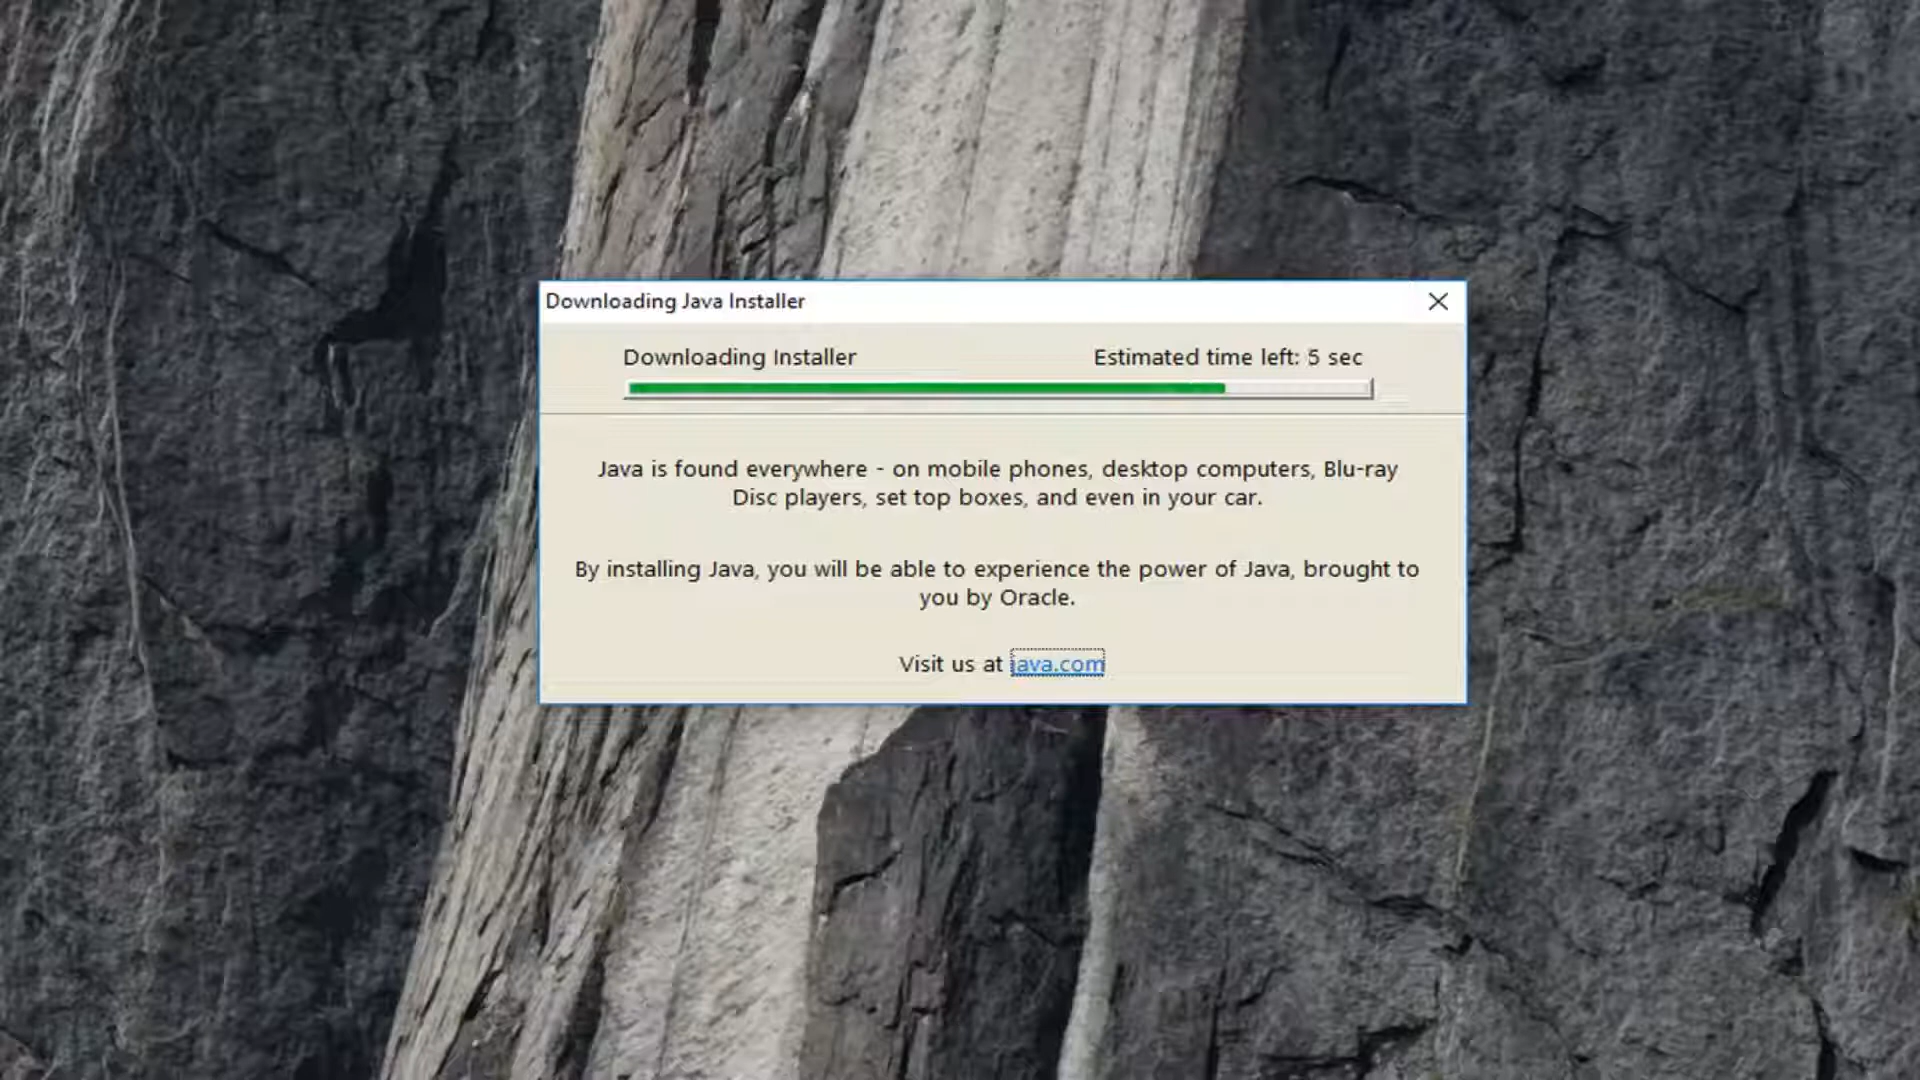 Downloading Java Installer
Downloading Installer
Estimated time left: 5 sec
Java is found everywhere - on mobile phones, desktop computers, Blu-ray
Disc players, set top boxes, and even in your car.
By installing Java, you will be able to experience the power of Java, brought to
you by Oracle.
Visit us at java.com